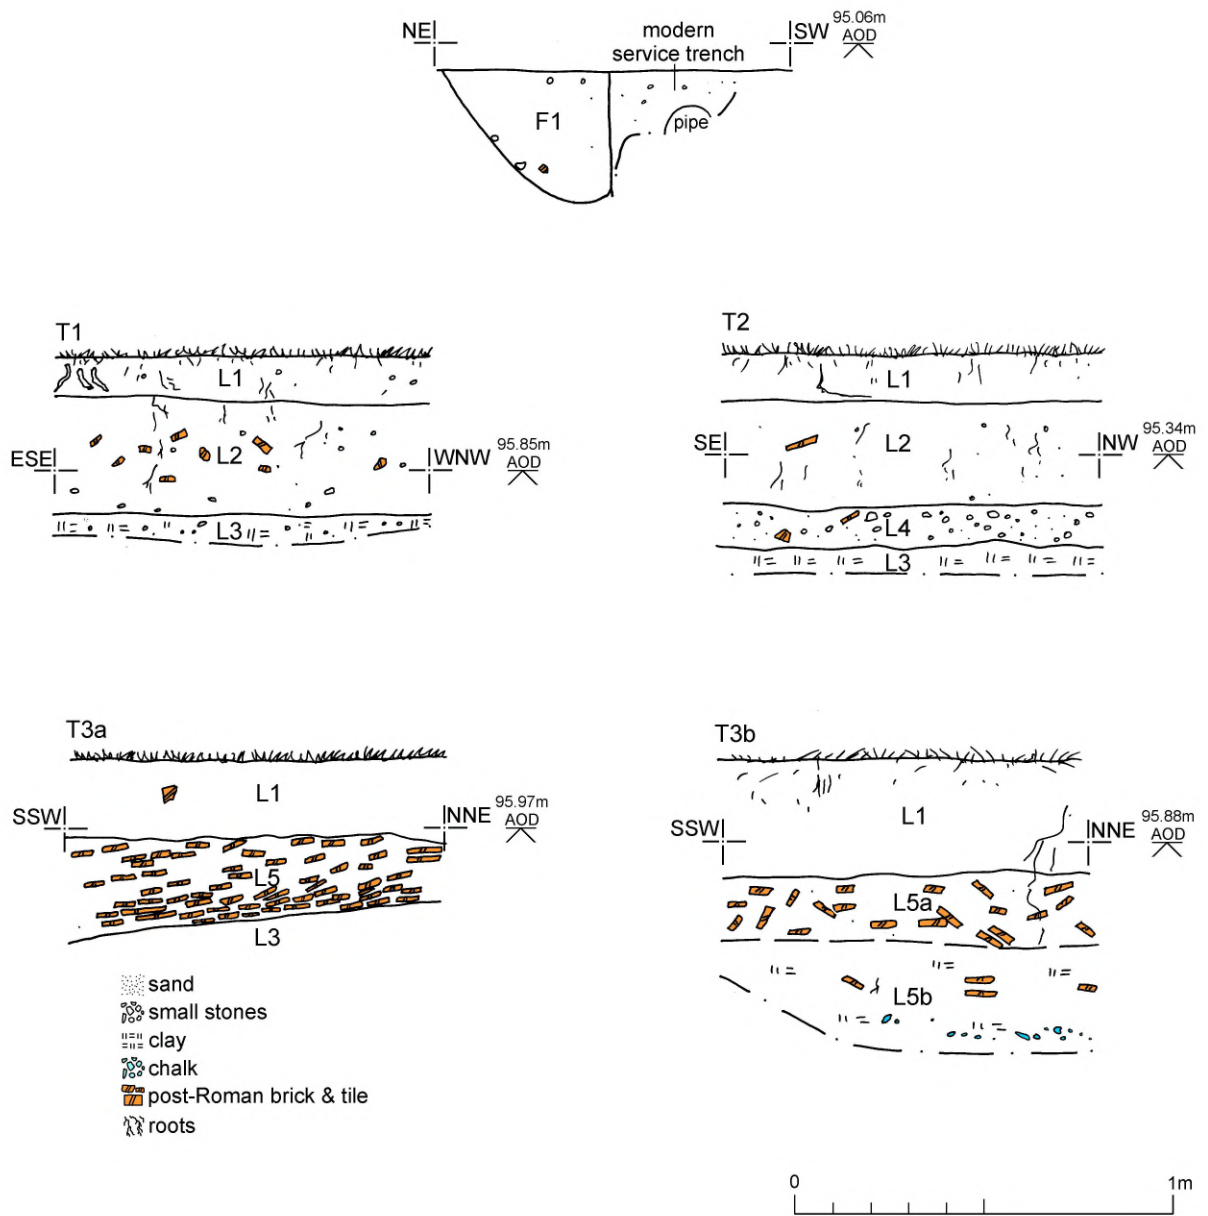 NE
modern
service trench
SW
95.06m
AOD
F1
pipe
T1
L1
L2
ESE
WNW
95.85m
AOD
L3
T2
L1
L2
SE
NW
95.34m
AOD
L4
L3
T3a
L1
SSW
NNE
95.97m
AOD
L5
L3
T3b
L1
SSW
NNE
95.88m
AOD
L5a
L5b
sand
small stones
clay
chalk
post-Roman brick & tile
roots
0 1m